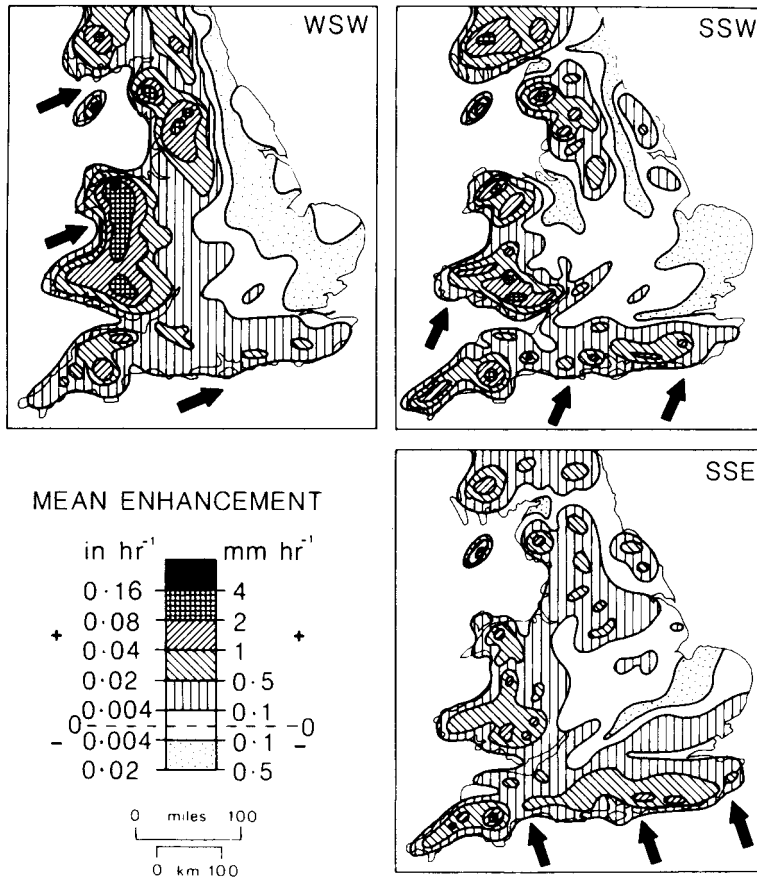 WSW
SSW
SSE
MEAN ENHANCEMENT
in hr⁻¹ mm hr⁻¹
0·16 4
0·08 2
+ +
0·04 1
0·02 0·5
0·004 0·1
0 0
− 0·004 0·1 −
0·02 0·5
0 miles 100
0 km 100